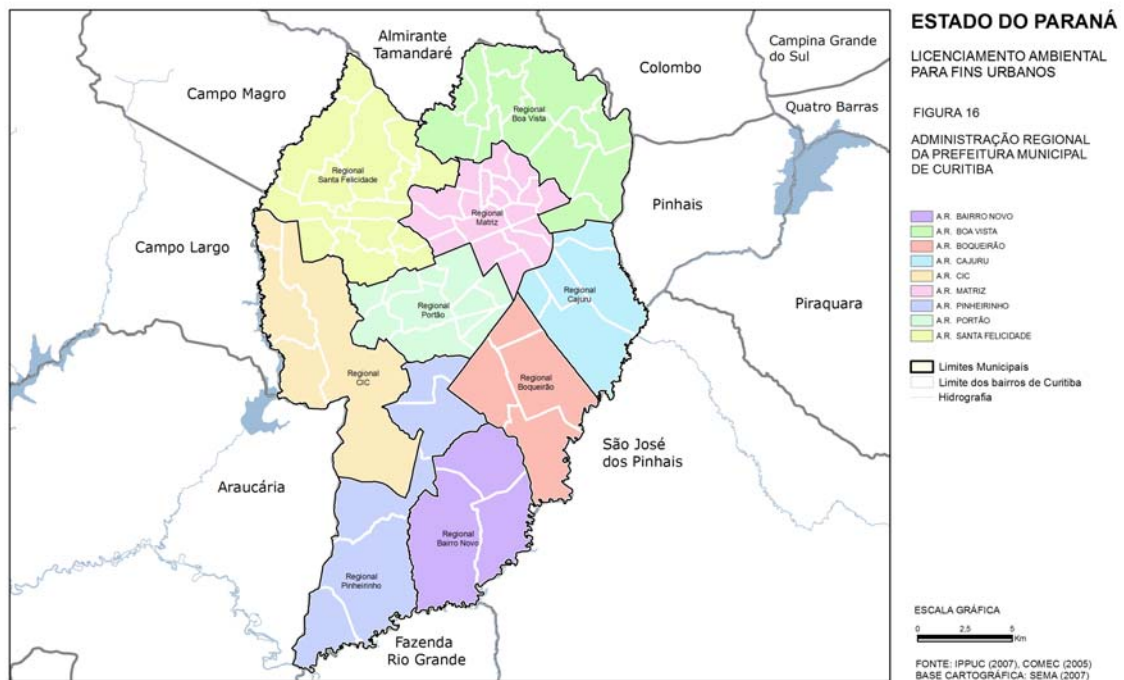 Almirante
Tamandaré
Campina Grande
do Sul
Colombo
Campo Magro
Quatro Barras
Regional
Boa Vista
Regional
Santa Felicidade
Regional
Matriz
Pinhais
Campo Largo
Regional
Cajuru
Regional
Portão
Piraquara
Regional
CIC
Regional
Boqueirão
São José
dos Pinhais
Araucária
Regional
Bairro Novo
Regional
Pinheirinho
Fazenda
Rio Grande
ESTADO DO PARANÁ
LICENCIAMENTO AMBIENTAL
PARA FINS URBANOS
FIGURA 16
ADMINISTRAÇÃO REGIONAL
DA PREFEITURA MUNICIPAL
DE CURITIBA
A.R. BAIRRO NOVO
A.R. BOA VISTA
A.R. BOQUEIRÃO
A.R. CAJURU
A.R. CIC
A.R. MATRIZ
A.R. PINHEIRINHO
A.R. PORTÃO
A.R. SANTA FELICIDADE
Limites Municipais
Limite dos bairros de Curitiba
Hidrografia
ESCALA GRÁFICA
0 2,5 5
Km
FONTE: IPPUC (2007), COMEC (2005)
BASE CARTOGRÁFICA: SEMA (2007)